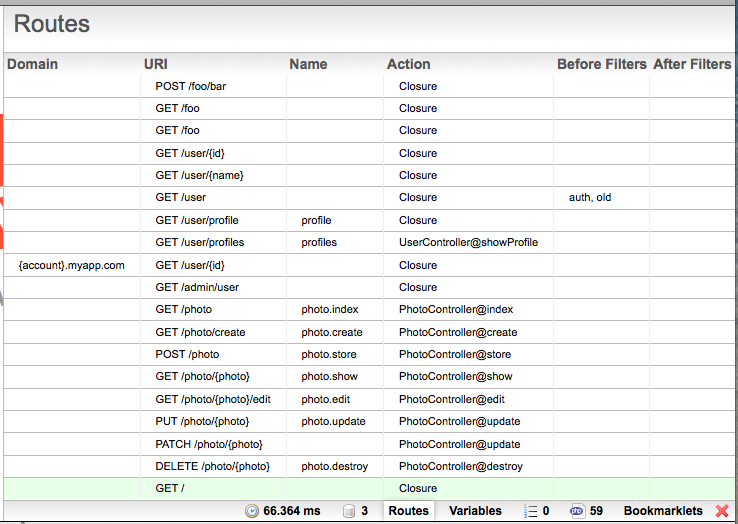 Routes
Domain URI Name Action Before Filters After Filters
POST /foo/bar Closure
GET /foo Closure
GET /foo Closure
GET /user/{id} Closure
GET /user/{name} Closure
GET /user Closure auth, old
GET /user/profile profile Closure
GET /user/profiles profiles UserController@showProfile
{account}.myapp.com GET /user/{id} Closure
GET /admin/user Closure
GET /photo photo.index PhotoController@index
GET /photo/create photo.create PhotoController@create
POST /photo photo.store PhotoController@store
GET /photo/{photo} photo.show PhotoController@show
GET /photo/{photo}/edit photo.edit PhotoController@edit
PUT /photo/{photo} photo.update PhotoController@update
PATCH /photo/{photo} PhotoController@update
DELETE /photo/{photo} photo.destroy PhotoController@destroy
GET / Closure
66.364 ms 3 Routes Variables 0 php 59 Bookmarklets